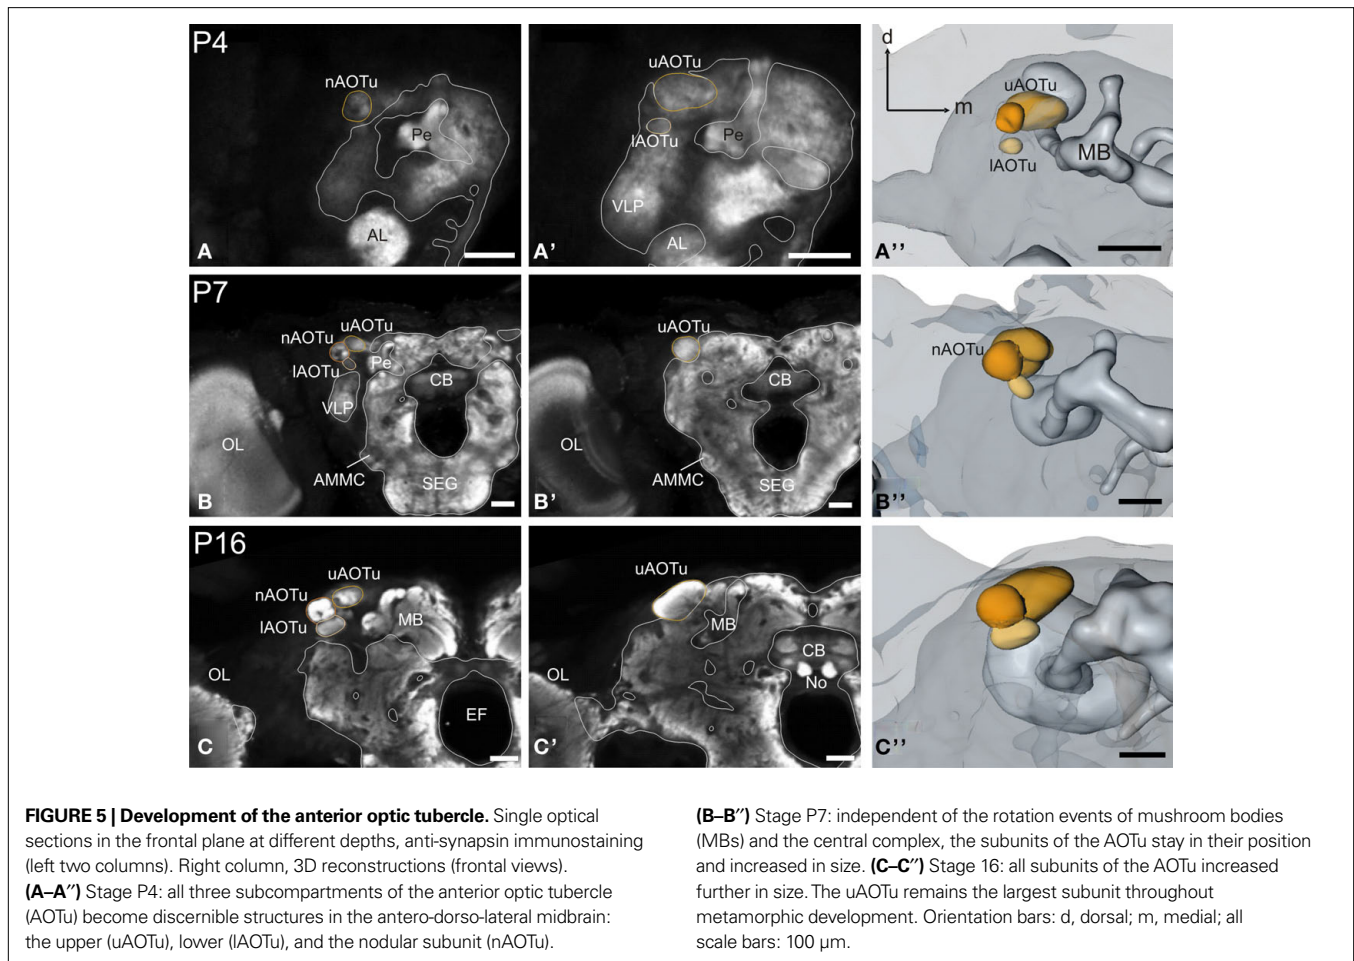 P4
nAOTu
Pe
AL
A
uAOTu
lAOTu
Pe
VLP
AL
A’
d
m
uAOTu
lAOTu
MB
A’’
P7
nAOTu
uAOTu
lAOTu
Pe
CB
VLP
OL
AMMC
SEG
B
uAOTu
CB
OL
AMMC
SEG
B’
nAOTu
B’’
P16
uAOTu
nAOTu
lAOTu
MB
OL
EF
C
uAOTu
MB
CB
No
OL
C’
C’’
FIGURE 5 | Development of the anterior optic tubercle. Single optical
sections in the frontal plane at different depths, anti-synapsin immunostaining
(left two columns). Right column, 3D reconstructions (frontal views).
(A–A″) Stage P4: all three subcompartments of the anterior optic tubercle
(AOTu) become discernible structures in the antero-dorso-lateral midbrain:
the upper (uAOTu), lower (lAOTu), and the nodular subunit (nAOTu).
(B–B″) Stage P7: independent of the rotation events of mushroom bodies
(MBs) and the central complex, the subunits of the AOTu stay in their position
and increased in size. (C–C″) Stage 16: all subunits of the AOTu increased
further in size. The uAOTu remains the largest subunit throughout
metamorphic development. Orientation bars: d, dorsal; m, medial; all
scale bars: 100 µm.